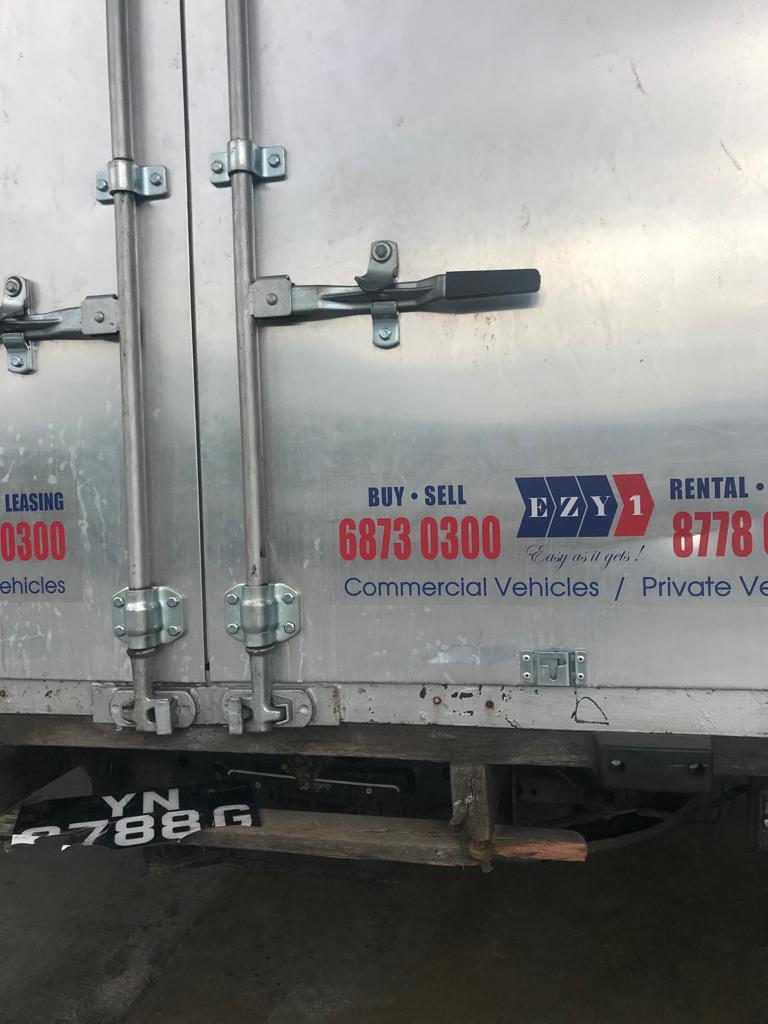 LEASING
0300
ehicles
BUY • SELL
6873 0300
EZY1
Easy as it gets !
RENTAL •
8778
Commercial Vehicles / Private Ve
YN
788G